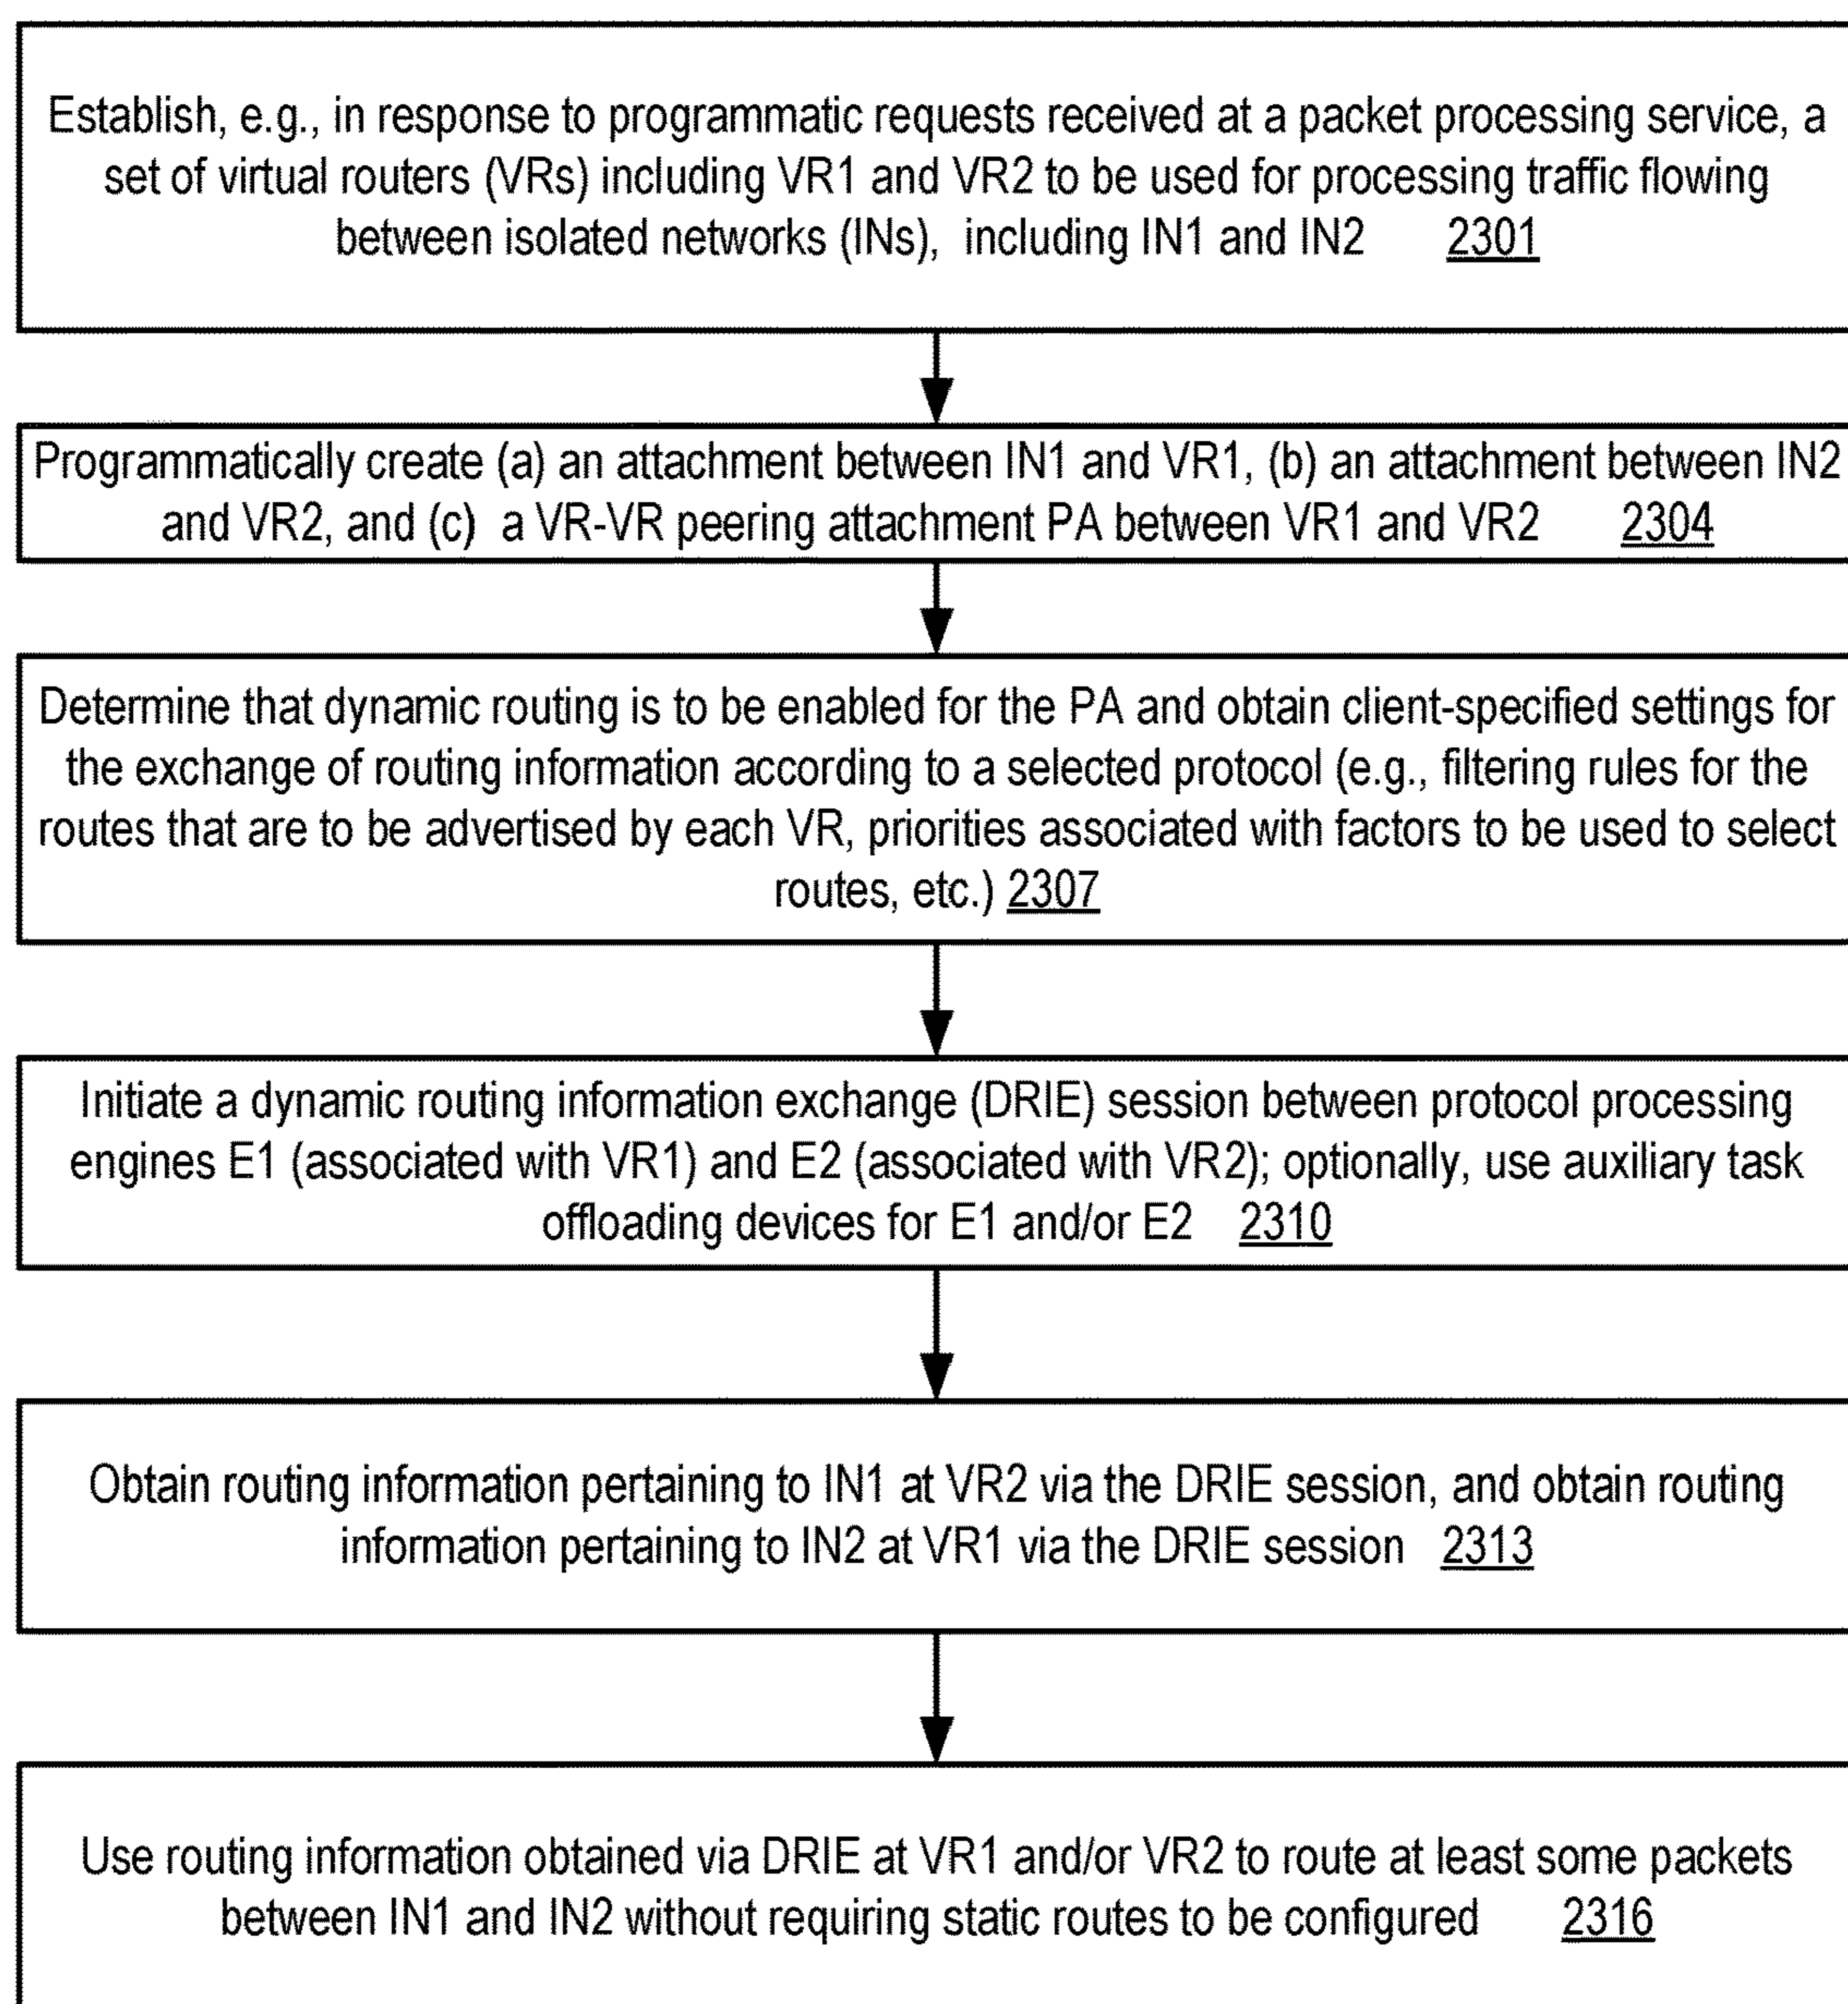 Establish, e.g., in response to programmatic requests received at a packet processing service, a
set of virtual routers (VRs) including VR1 and VR2 to be used for processing traffic flowing
between isolated networks (INs), including IN1 and IN2 2301
Programmatically create (a) an attachment between IN1 and VR1, (b) an attachment between IN2
and VR2, and (c) a VR-VR peering attachment PA between VR1 and VR2 2304
Determine that dynamic routing is to be enabled for the PA and obtain client-specified settings for
the exchange of routing information according to a selected protocol (e.g., filtering rules for the
routes that are to be advertised by each VR, priorities associated with factors to be used to select
routes, etc.) 2307
Initiate a dynamic routing information exchange (DRIE) session between protocol processing
engines E1 (associated with VR1) and E2 (associated with VR2); optionally, use auxiliary task
offloading devices for E1 and/or E2 2310
Obtain routing information pertaining to IN1 at VR2 via the DRIE session, and obtain routing
information pertaining to IN2 at VR1 via the DRIE session 2313
Use routing information obtained via DRIE at VR1 and/or VR2 to route at least some packets
between IN1 and IN2 without requiring static routes to be configured 2316